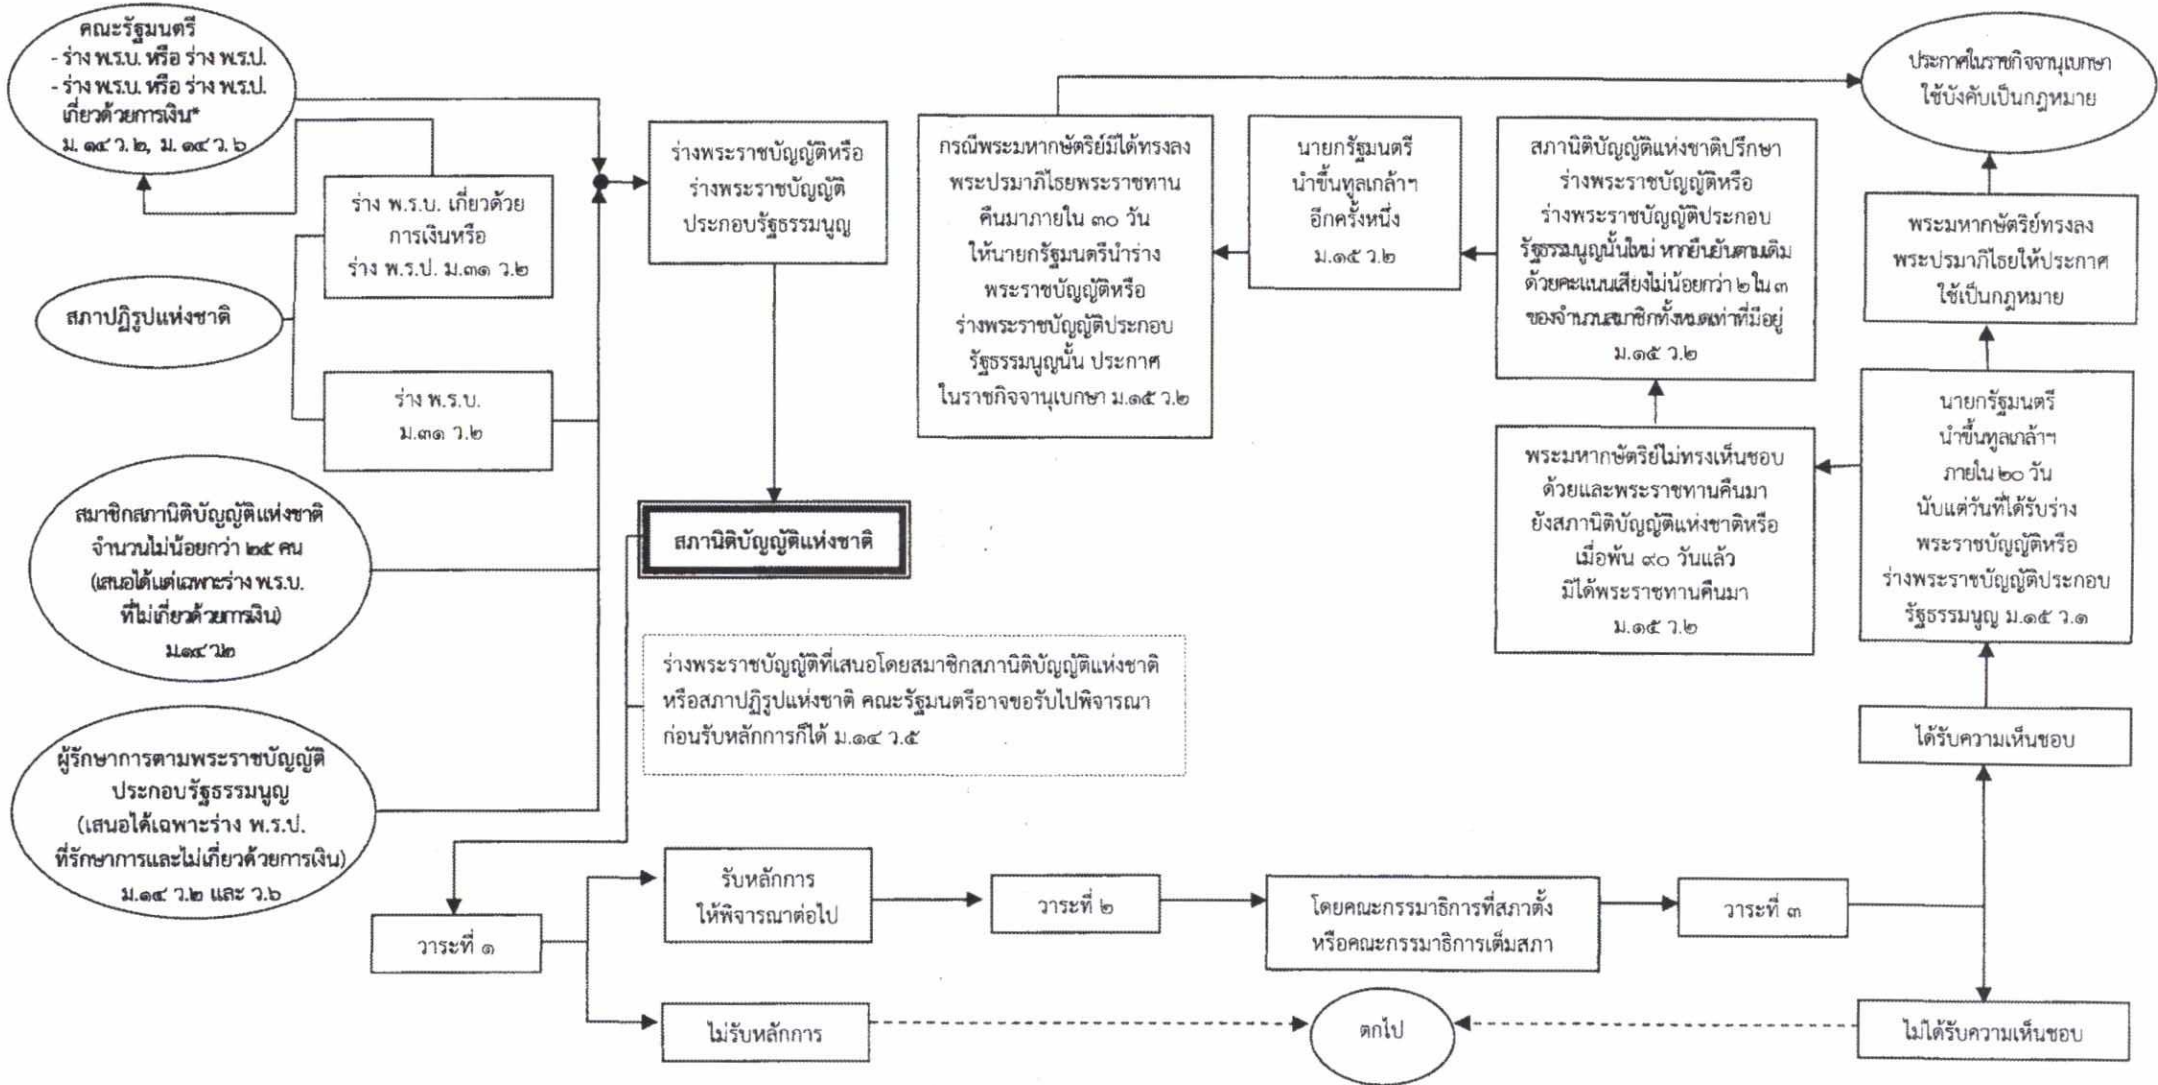 คณะรัฐมนตรี
- ร่าง พ.ร.บ. หรือ ร่าง พ.ร.ป.
- ร่าง พ.ร.บ. หรือ ร่าง พ.ร.ป.
เกี่ยวด้วยการเงิน*
ม. ๑๔ ว. ๒, ม. ๑๔ ว. ๖
ร่าง พ.ร.บ. เกี่ยวด้วย
การเงินหรือ
ร่าง พ.ร.ป. ม.๓๑ ว.๒
สภาปฏิรูปแห่งชาติ
ร่าง พ.ร.บ.
ม.๓๑ ว.๒
สมาชิกสภานิติบัญญัติแห่งชาติ
จำนวนไม่น้อยกว่า ๒๕ คน
(เสนอได้แต่เฉพาะร่าง พ.ร.บ.
ที่ไม่เกี่ยวด้วยการเงิน)
ม.๑๔ ว.๒
ผู้รักษาการตามพระราชบัญญัติ
ประกอบรัฐธรรมนูญ
(เสนอได้เฉพาะร่าง พ.ร.ป.
ที่รักษาการและไม่เกี่ยวด้วยการเงิน)
ม.๑๔ ว.๒ และ ว.๖
ร่างพระราชบัญญัติหรือ
ร่างพระราชบัญญัติ
ประกอบรัฐธรรมนูญ
สภานิติบัญญัติแห่งชาติ
ร่างพระราชบัญญัติที่เสนอโดยสมาชิกสภานิติบัญญัติแห่งชาติ
หรือสภาปฏิรูปแห่งชาติ คณะรัฐมนตรีอาจขอรับไปพิจารณา
ก่อนรับหลักการก็ได้ ม.๑๔ ว.๕
วาระที่ ๑
รับหลักการ
ให้พิจารณาต่อไป
ไม่รับหลักการ
วาระที่ ๒
โดยคณะกรรมาธิการที่สภาตั้ง
หรือคณะกรรมาธิการเต็มสภา
วาระที่ ๓
ตกไป
ไม่ได้รับความเห็นชอบ
ได้รับความเห็นชอบ
นายกรัฐมนตรี
นำขึ้นทูลเกล้าฯ
ภายใน ๒๐ วัน
นับแต่วันที่ได้รับร่าง
พระราชบัญญัติหรือ
ร่างพระราชบัญญัติประกอบ
รัฐธรรมนูญ ม.๑๕ ว.๑
พระมหากษัตริย์ทรงลง
พระปรมาภิไธยให้ประกาศ
ใช้เป็นกฎหมาย
ประกาศในราชกิจจานุเบกษา
ใช้บังคับเป็นกฎหมาย
พระมหากษัตริย์ไม่ทรงเห็นชอบ
ด้วยและพระราชทานคืนมา
ยังสภานิติบัญญัติแห่งชาติหรือ
เมื่อพ้น ๙๐ วันแล้ว
มิได้พระราชทานคืนมา
ม.๑๕ ว.๒
สภานิติบัญญัติแห่งชาติปรึกษา
ร่างพระราชบัญญัติหรือ
ร่างพระราชบัญญัติประกอบ
รัฐธรรมนูญนั้นใหม่ หากยืนยันตามเดิม
ด้วยคะแนนเสียงไม่น้อยกว่า ๒ ใน ๓
ของจำนวนสมาชิกทั้งหมดเท่าที่มีอยู่
ม.๑๕ ว.๒
นายกรัฐมนตรี
นำขึ้นทูลเกล้าฯ
อีกครั้งหนึ่ง
ม.๑๕ ว.๒
กรณีพระมหากษัตริย์มิได้ทรงลง
พระปรมาภิไธยพระราชทาน
คืนมาภายใน ๓๐ วัน
ให้นายกรัฐมนตรีนำร่าง
พระราชบัญญัติหรือ
ร่างพระราชบัญญัติประกอบ
รัฐธรรมนูญนั้น ประกาศ
ในราชกิจจานุเบกษา ม.๑๕ ว.๒